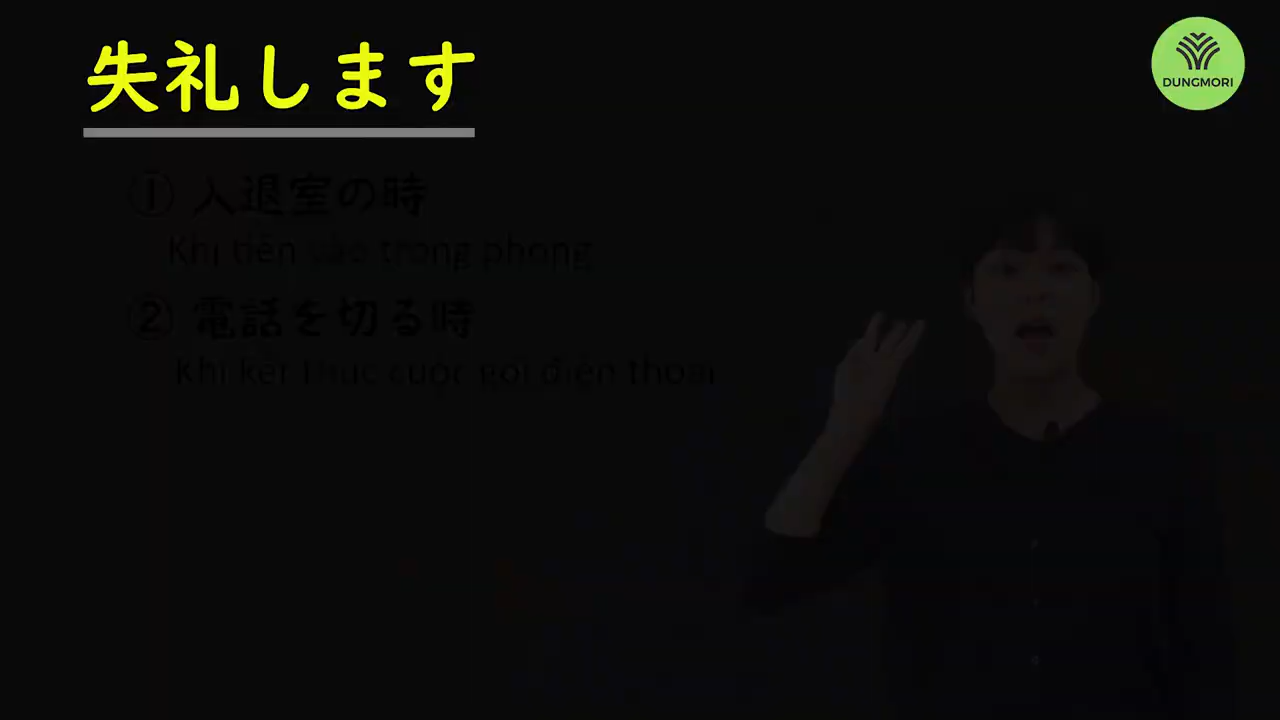 失礼します
DUNGMORI
① 入退室の時
Khi tiến vào trong phòng
② 電話を切る時
Khi kết thúc cuộc gọi điện thoại